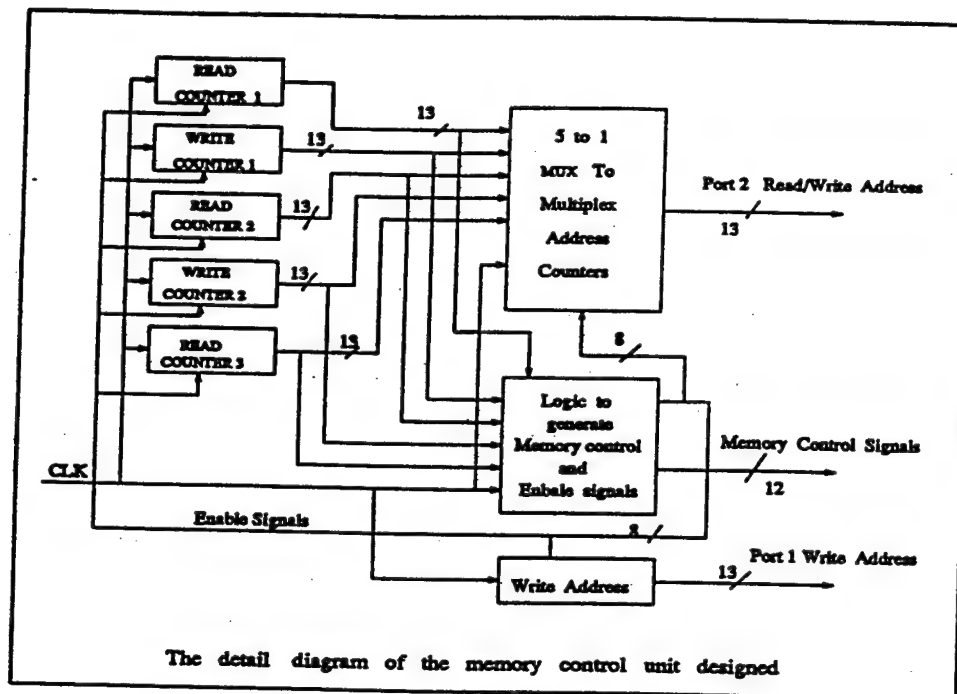 READ
COUNTER 1
WRITE
COUNTER 1
READ
COUNTER 2
WRITE
COUNTER 2
READ
COUNTER 3
13
13
13
13
13
5 to 1
MUX To
Multiplex
Address
Counters
Port 2 Read/Write Address
13
8
Logic to
generate
Memory control
and
Enbale signals
Memory Control Signals
12
CLK
Enable Signals
8
Write Address
13
Port 1 Write Address
The detail diagram of the memory control unit designed